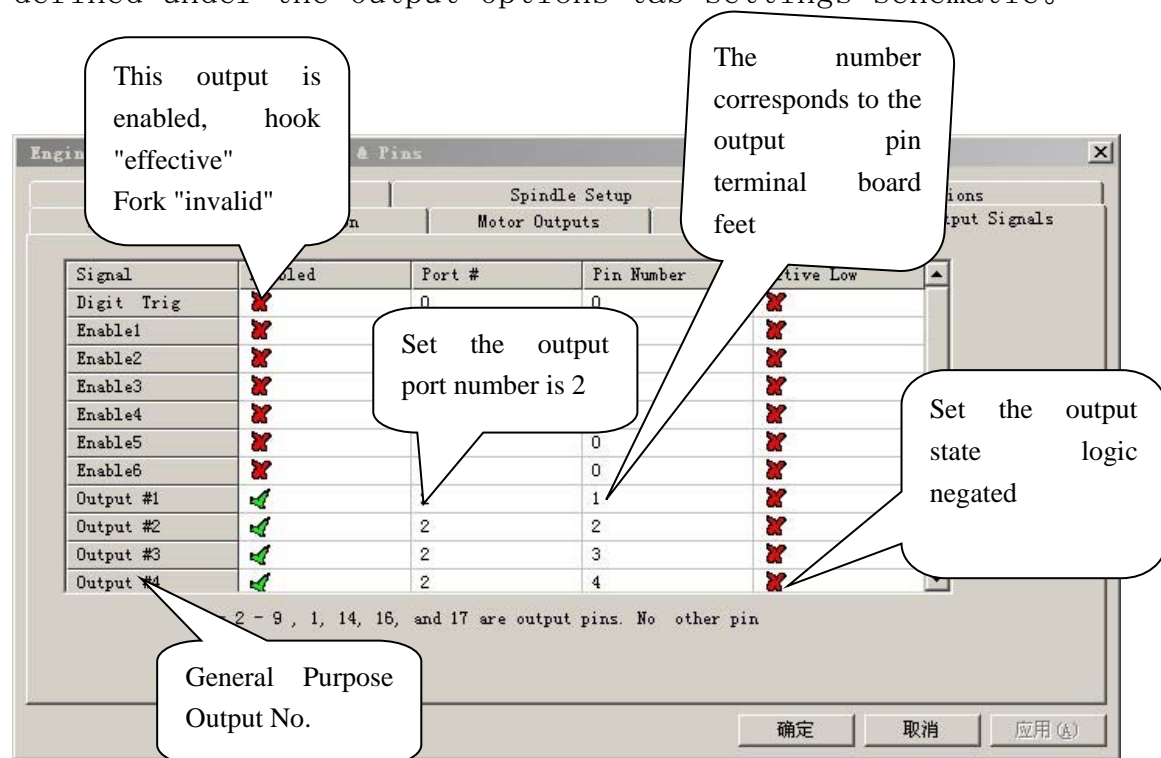 defined under the output options tab settings schematic。
This output is
enabled, hook
"effective"
Fork "invalid"
The number
corresponds to the
output pin
terminal board
feet
Engin
& Pins
Spindle Setup
ions
n
Motor Outputs
tput Signals
Signal
bled
Port #
Pin Number
tive Low
Digit Trig
0
0
Enable1
Enable2
Enable3
Enable4
Enable5
0
Enable6
0
Output #1
1
Output #2
2
2
Output #3
2
3
Output #4
2
4
Set the output
port number is 2
Set the output
state logic
negated
2 - 9 , 1, 14, 16, and 17 are output pins. No other pin
General Purpose
Output No.
确定
取消
应用(A)